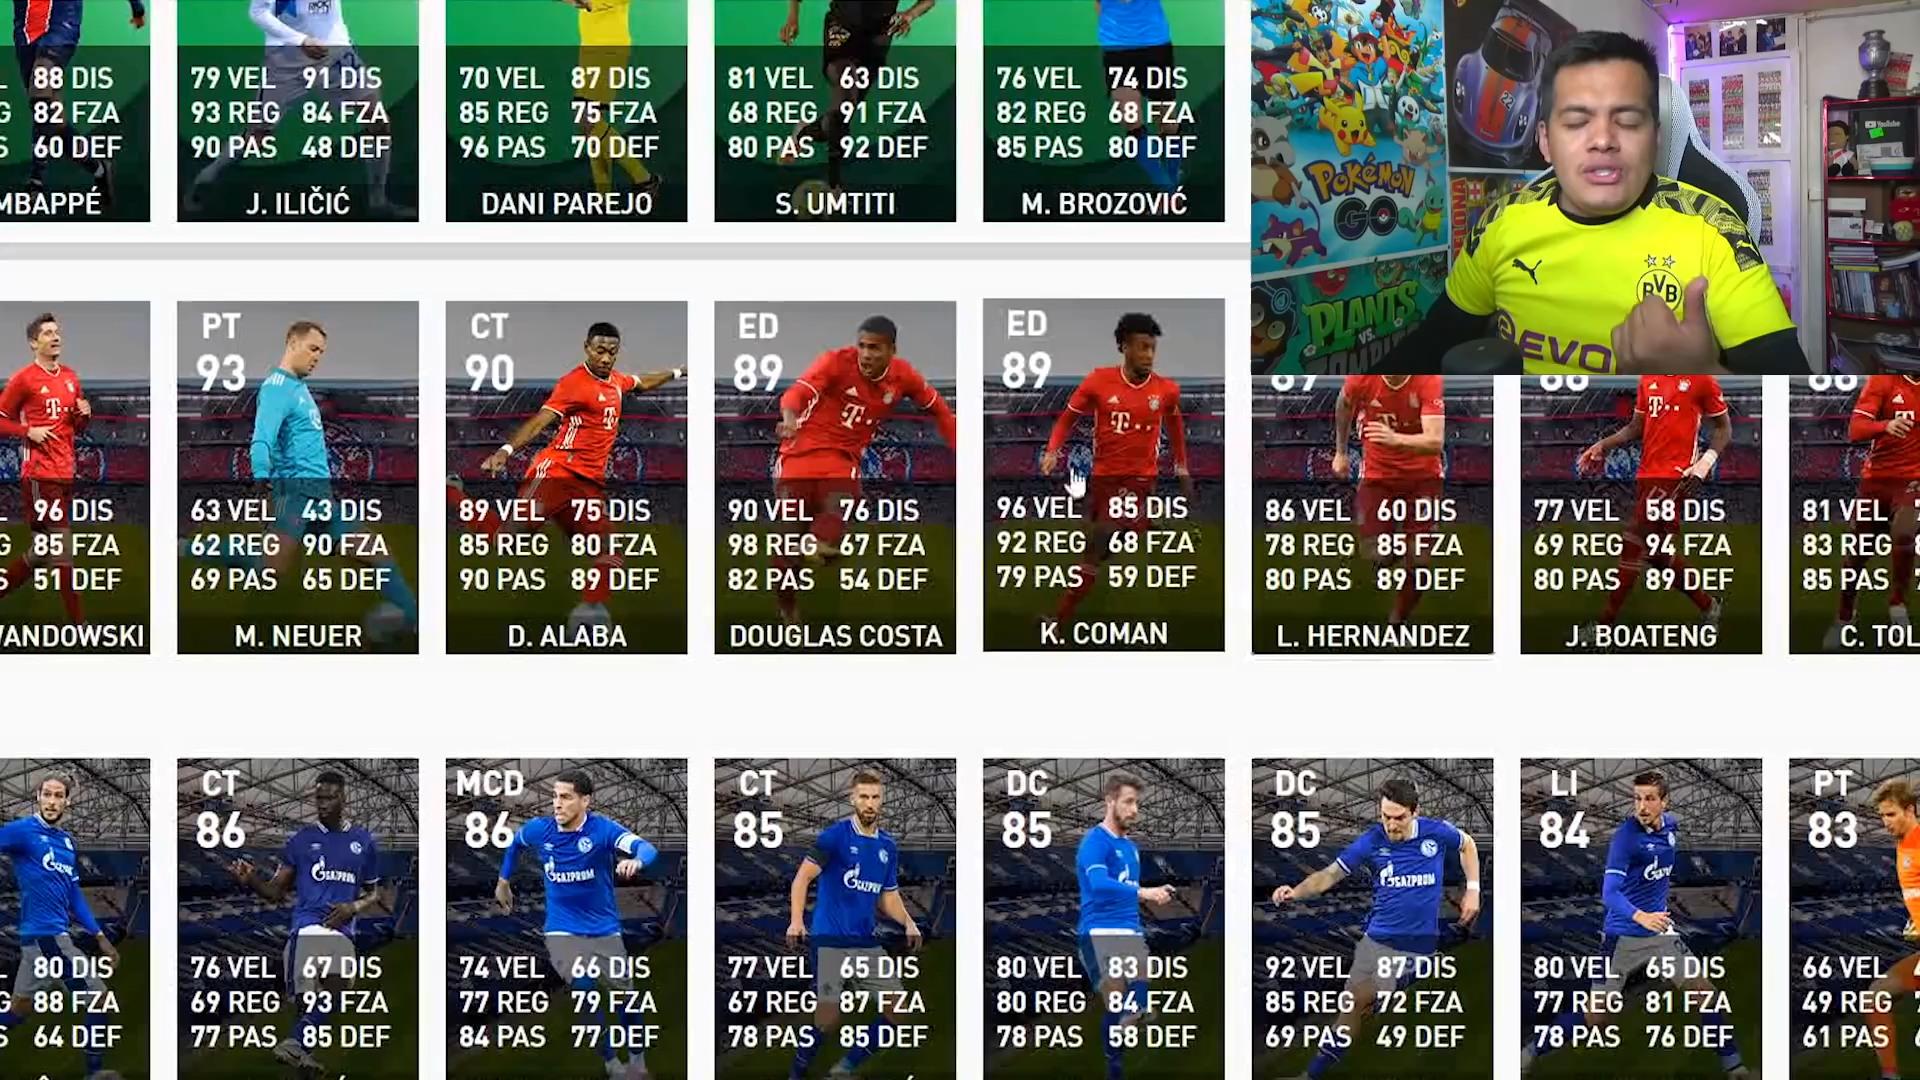 88 DIS
82 FZA
60 DEF
MBAPPÉ
79 VEL 91 DIS
93 REG 84 FZA
90 PAS 48 DEF
J. ILIČIĆ
70 VEL 87 DIS
85 REG 75 FZA
96 PAS 70 DEF
DANI PAREJO
81 VEL 63 DIS
68 REG 91 FZA
80 PAS 92 DEF
S. UMTITI
76 VEL 74 DIS
82 REG 68 FZA
85 PAS 80 DEF
M. BROZOVIĆ
POKÉMON
GO
PLANTS
VS.
22
YouTube
BVB
EVO
96 DIS
85 FZA
51 DEF
WANDOWSKI
PT
93
63 VEL 43 DIS
62 REG 90 FZA
69 PAS 65 DEF
M. NEUER
CT
90
89 VEL 75 DIS
85 REG 80 FZA
90 PAS 89 DEF
D. ALABA
ED
89
90 VEL 76 DIS
98 REG 67 FZA
82 PAS 54 DEF
DOUGLAS COSTA
ED
89
96 VEL 85 DIS
92 REG 68 FZA
79 PAS 59 DEF
K. COMAN
86 VEL 60 DIS
78 REG 85 FZA
80 PAS 89 DEF
L. HERNANDEZ
77 VEL 58 DIS
69 REG 94 FZA
80 PAS 89 DEF
J. BOATENG
81 VEL
83 REG
85 PAS
C. TOL
80 DIS
88 FZA
64 DEF
CT
86
GAZPROM
76 VEL 67 DIS
69 REG 93 FZA
77 PAS 85 DEF
MCD
86
GAZPROM
74 VEL 66 DIS
77 REG 79 FZA
84 PAS 77 DEF
CT
85
GAZPROM
77 VEL 65 DIS
67 REG 87 FZA
78 PAS 85 DEF
DC
85
80 VEL 83 DIS
80 REG 84 FZA
78 PAS 58 DEF
DC
85
GAZPROM
92 VEL 87 DIS
85 REG 72 FZA
69 PAS 49 DEF
LI
84
80 VEL 65 DIS
77 REG 81 FZA
78 PAS 76 DEF
PT
83
66 VEL
49 REG
61 PAS